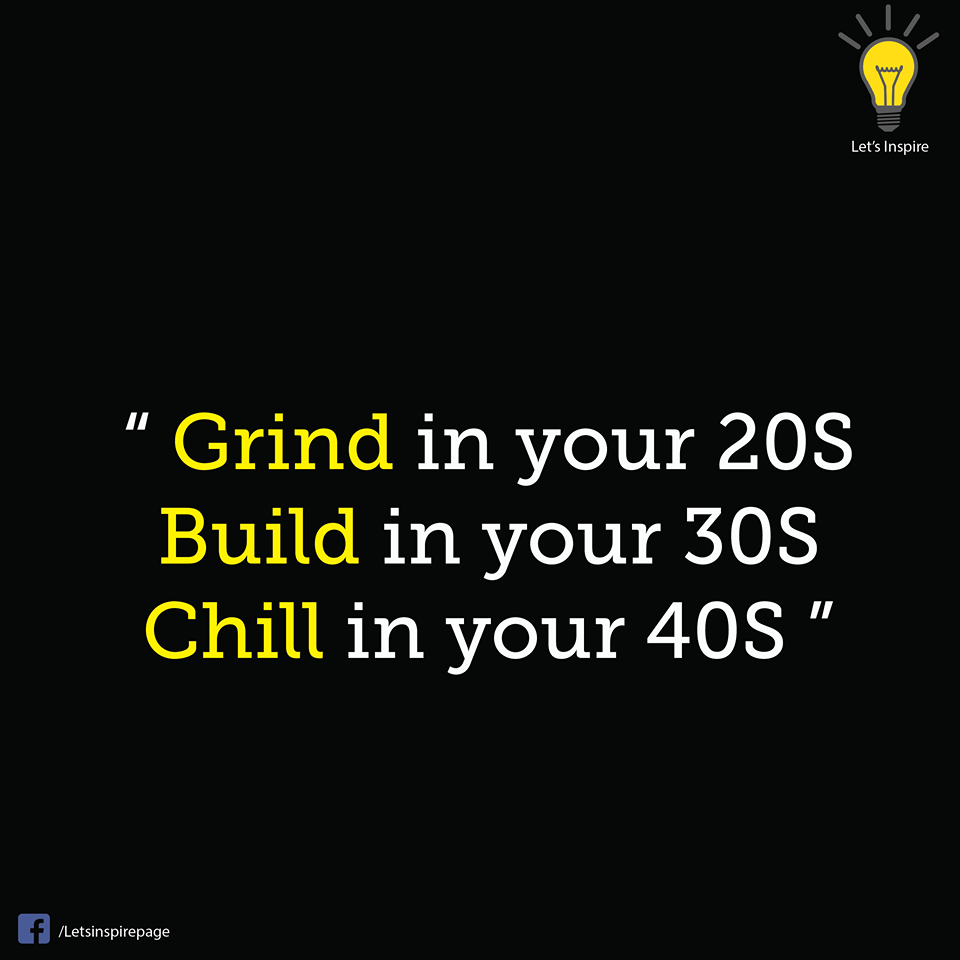 Let's Inspire
“ Grind in your 20S
Build in your 30S
Chill in your 40S ”
/Letsinspirepage